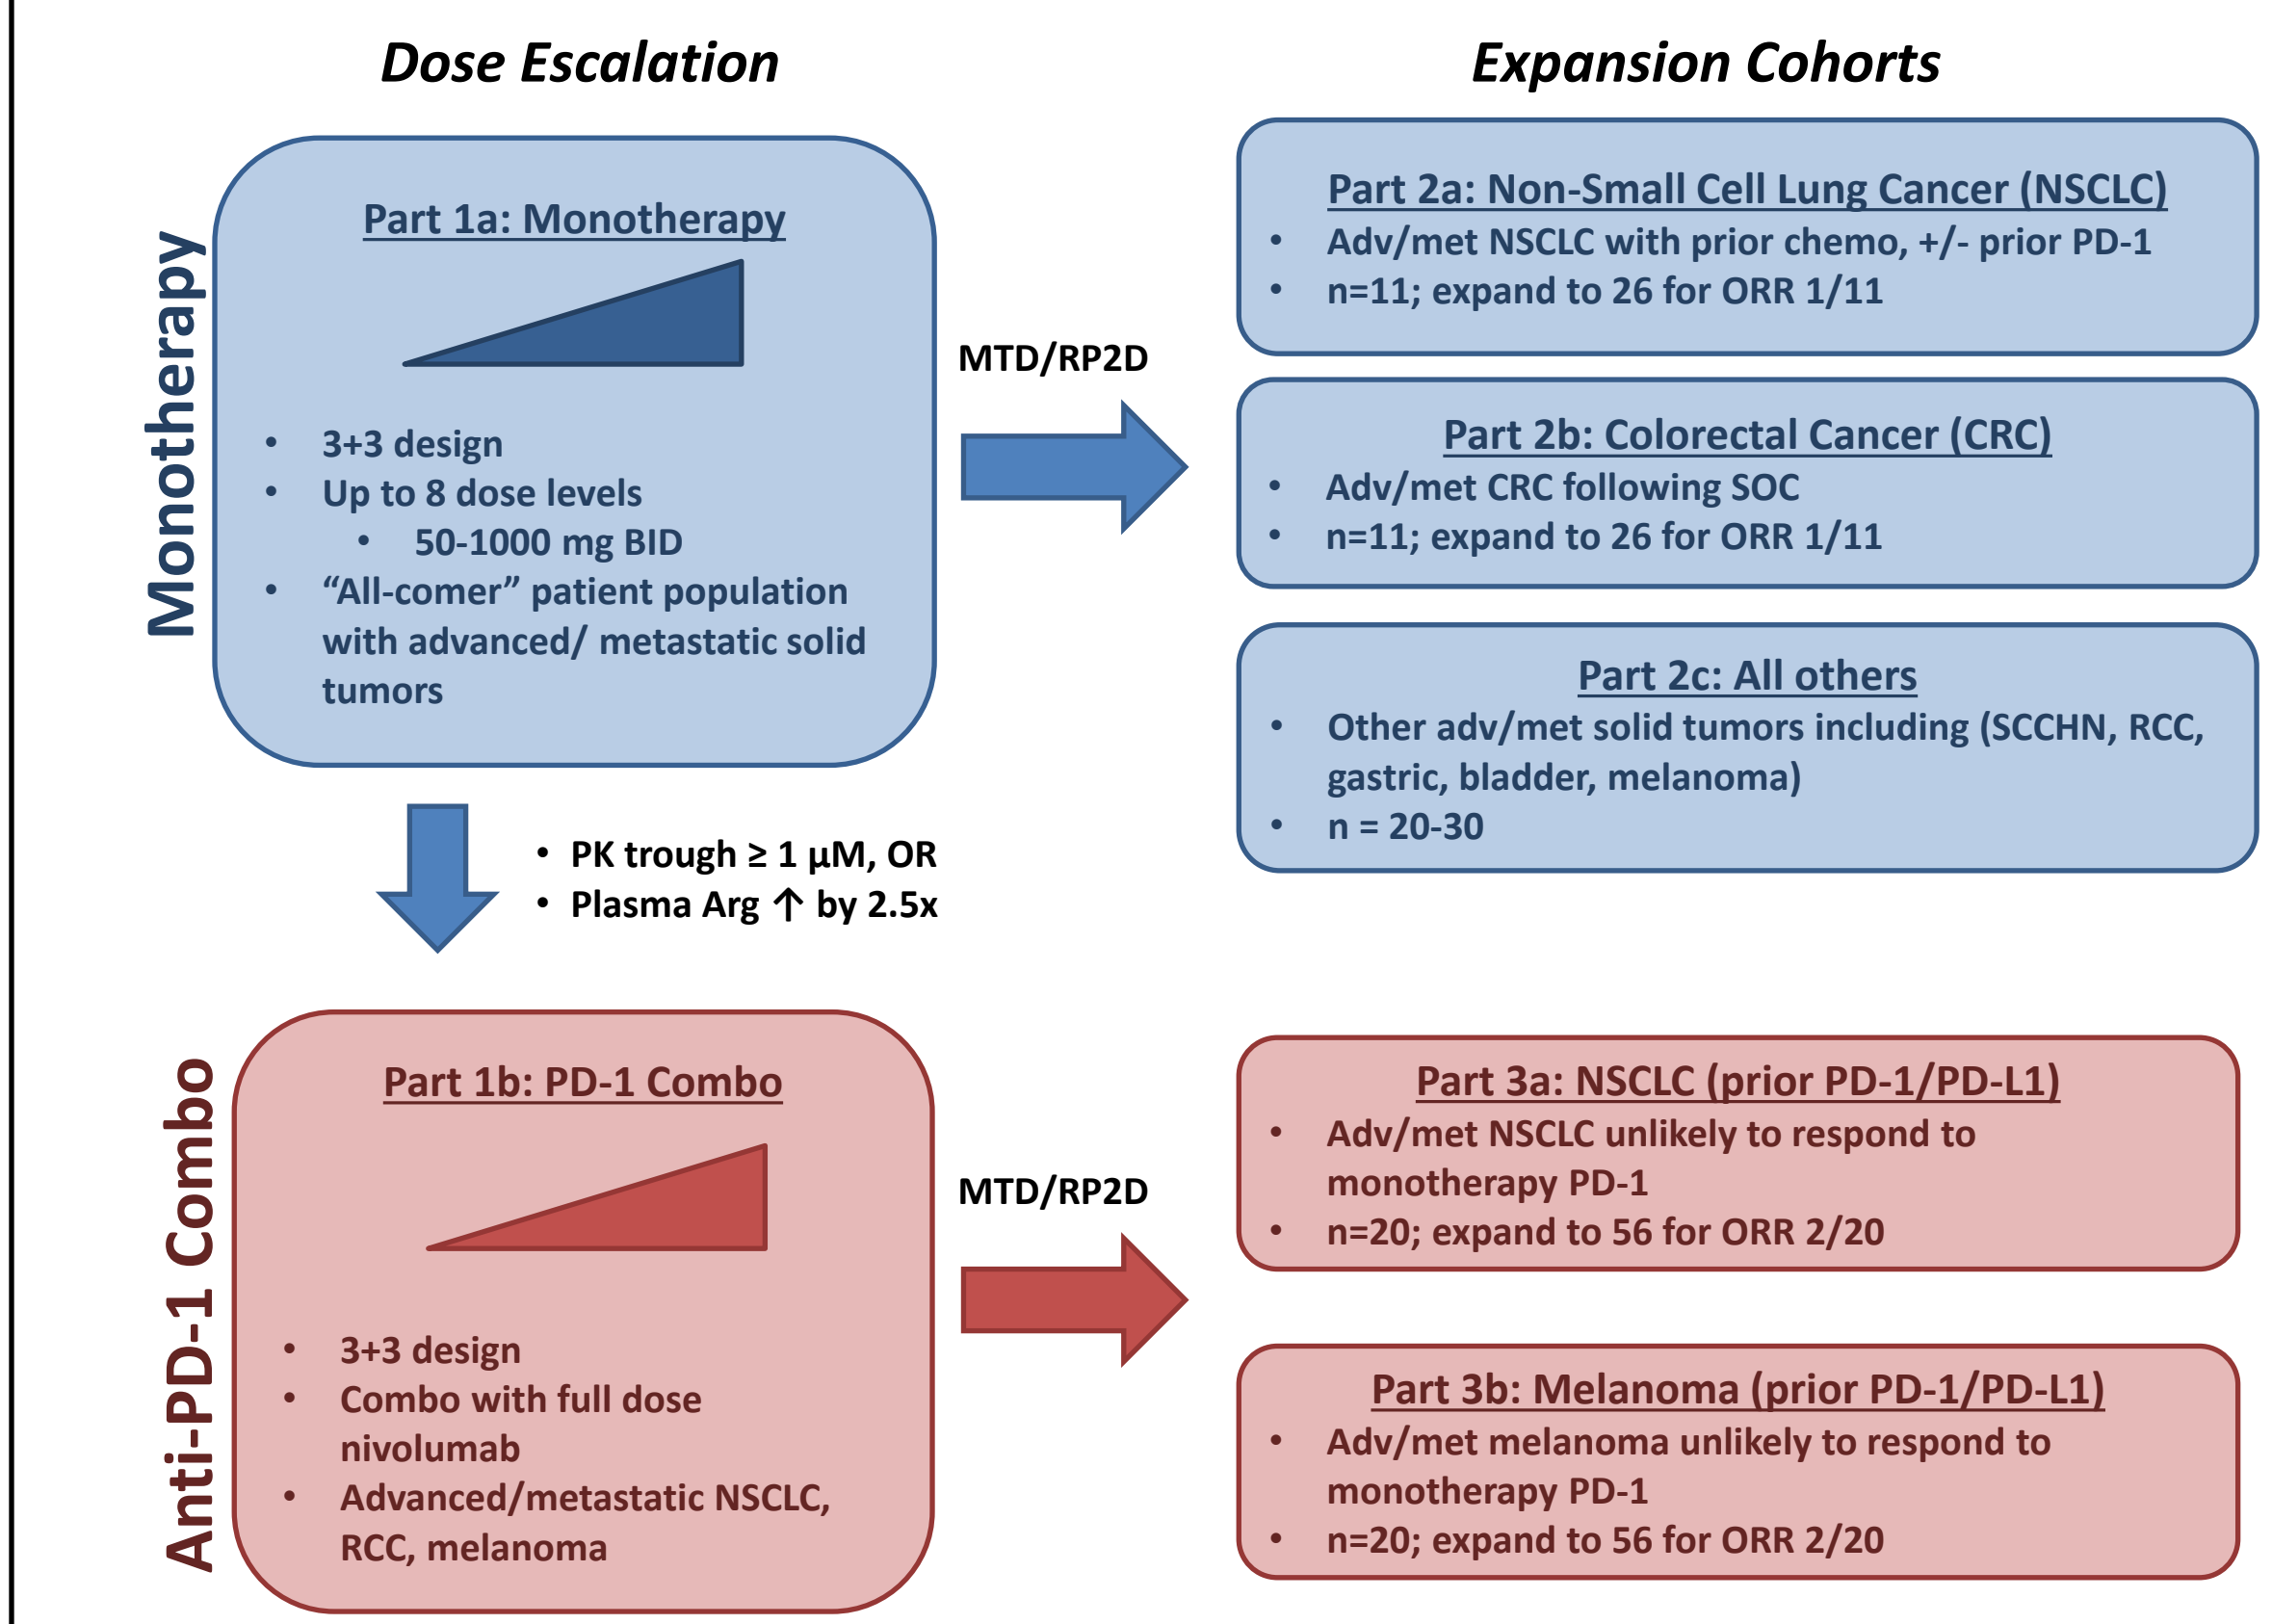 Dose Escalation
Expansion Cohorts
Monotherapy
Part 1a: Monotherapy
• 3+3 design
• Up to 8 dose levels
• 50-1000 mg BID
• “All-comer” patient population
with advanced/ metastatic solid
tumors
MTD/RP2D
Part 2a: Non-Small Cell Lung Cancer (NSCLC)
• Adv/met NSCLC with prior chemo, +/- prior PD-1
• n=11; expand to 26 for ORR 1/11
Part 2b: Colorectal Cancer (CRC)
• Adv/met CRC following SOC
• n=11; expand to 26 for ORR 1/11
Part 2c: All others
• Other adv/met solid tumors including (SCCHN, RCC,
gastric, bladder, melanoma)
• n = 20-30
• PK trough ≥ 1 µM, OR
• Plasma Arg ↑ by 2.5x
Anti-PD-1 Combo
Part 1b: PD-1 Combo
• 3+3 design
• Combo with full dose
nivolumab
• Advanced/metastatic NSCLC,
RCC, melanoma
MTD/RP2D
Part 3a: NSCLC (prior PD-1/PD-L1)
• Adv/met NSCLC unlikely to respond to
monotherapy PD-1
• n=20; expand to 56 for ORR 2/20
Part 3b: Melanoma (prior PD-1/PD-L1)
• Adv/met melanoma unlikely to respond to
monotherapy PD-1
• n=20; expand to 56 for ORR 2/20